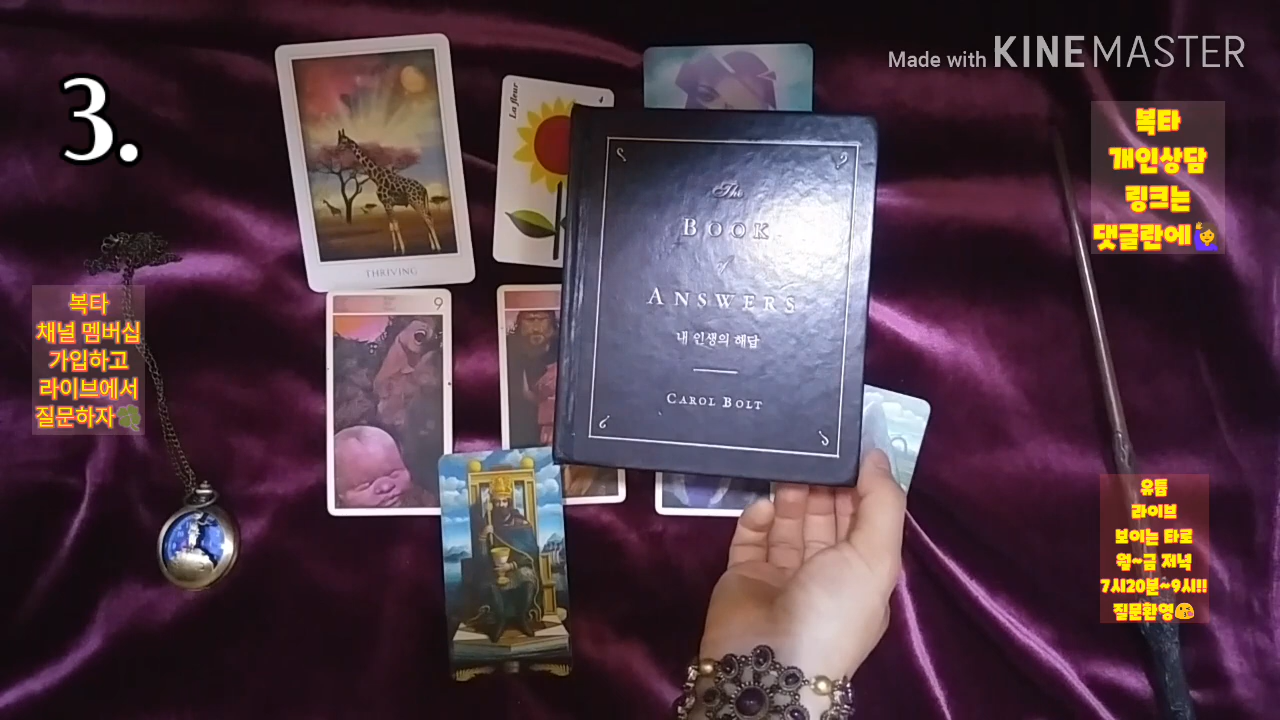 Made with KINEMASTER
3.
복타
개인상담
링크는
댓글란에🙋‍♀️
La fleur
THRIVING
9
The
BOOK
of
ANSWERS
내 인생의 해답
CAROL BOLT
복타
채널 멤버십
가입하고
라이브에서
질문하자🍀
유튭
라이브
보이는 타로
월~금 저녁
7시20분~9시!!
질문환영😘